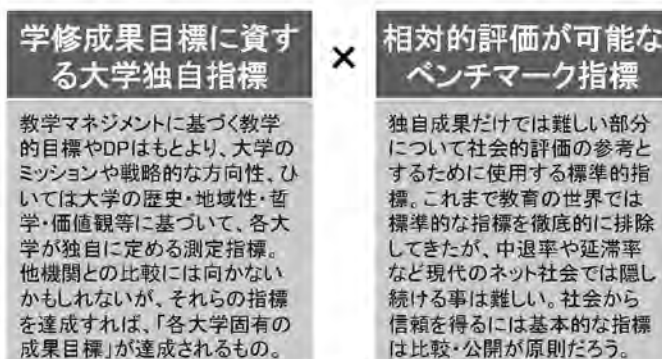 学修成果目標に資す
る大学独自指標
教学マネジメントに基づく教学
的目標やDPはもとより、大学の
ミッションや戦略的な方向性、ひ
いては大学の歴史・地域性・哲
学・価値観等に基づいて、各大
学が独自に定める測定指標。
他機関との比較には向かない
かもしれないが、それらの指標
を達成すれば、「各大学固有の
成果目標」が達成されるもの。
×
相対的評価が可能な
ベンチマーク指標
独自成果だけでは難しい部分
について社会的評価の参考と
するために使用する標準的指
標。これまで教育の世界では
標準的な指標を徹底的に排除
してきたが、中退率や延滞率
など現代のネット社会では隠し
続ける事は難しい。社会から
信頼を得るには基本的な指標
は比較・公開が原則だろう。